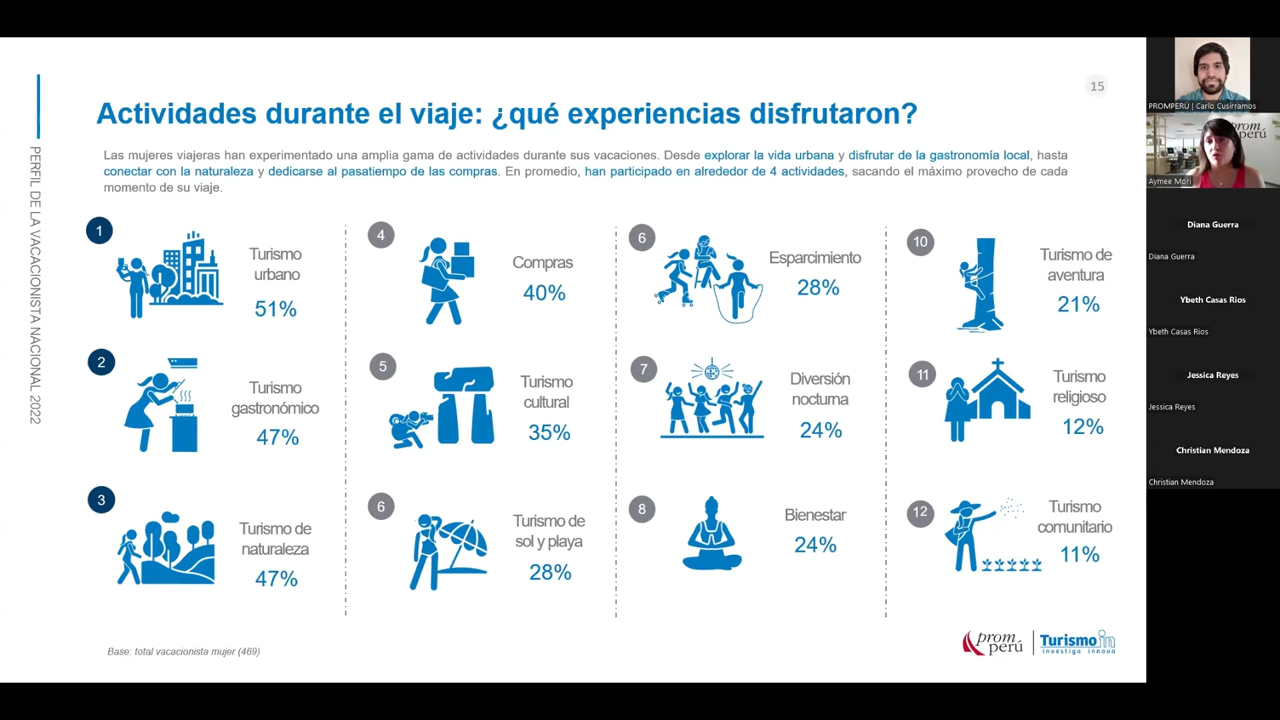 15
Actividades durante el viaje: ¿qué experiencias disfrutaron?
Las mujeres viajeras han experimentado una amplia gama de actividades durante sus vacaciones. Desde explorar la vida urbana y disfrutar de la gastronomía local, hasta
conectar con la naturaleza y dedicarse al pasatiempo de las compras. En promedio, han participado en alrededor de 4 actividades, sacando el máximo provecho de cada
momento de su viaje.
PERFIL DE LA VACACIONISTA NACIONAL 2022
1
Turismo
urbano
51%
2
Turismo
gastronómico
47%
3
Turismo de
naturaleza
47%
4
Compras
40%
5
Turismo
cultural
35%
6
Turismo de
sol y playa
28%
6
Esparcimiento
28%
7
Diversión
nocturna
24%
8
Bienestar
24%
10
Turismo de
aventura
21%
11
Turismo
religioso
12%
12
Turismo
comunitario
11%
Base: total vacacionista mujer (469)
prom
perú
Turismo in
investiga innova
PROMPERÚ | Carlo Cusirramos
prom
perú
Aymee Mori
Diana Guerra
Diana Guerra
Ybeth Casas Rios
Ybeth Casas Rios
Jessica Reyes
Jessica Reyes
Christian Mendoza
Christian Mendoza